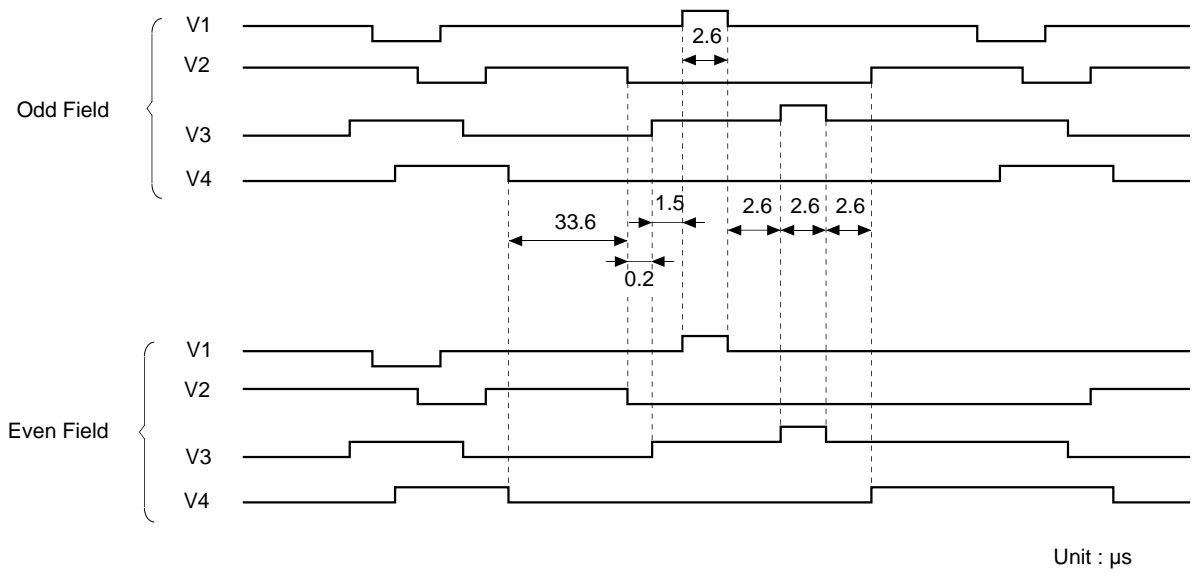 V1
2.6
V2
Odd Field
V3
V4
1.5
2.6 2.6 2.6
33.6
0.2
V1
V2
Even Field
V3
V4
Unit : µs